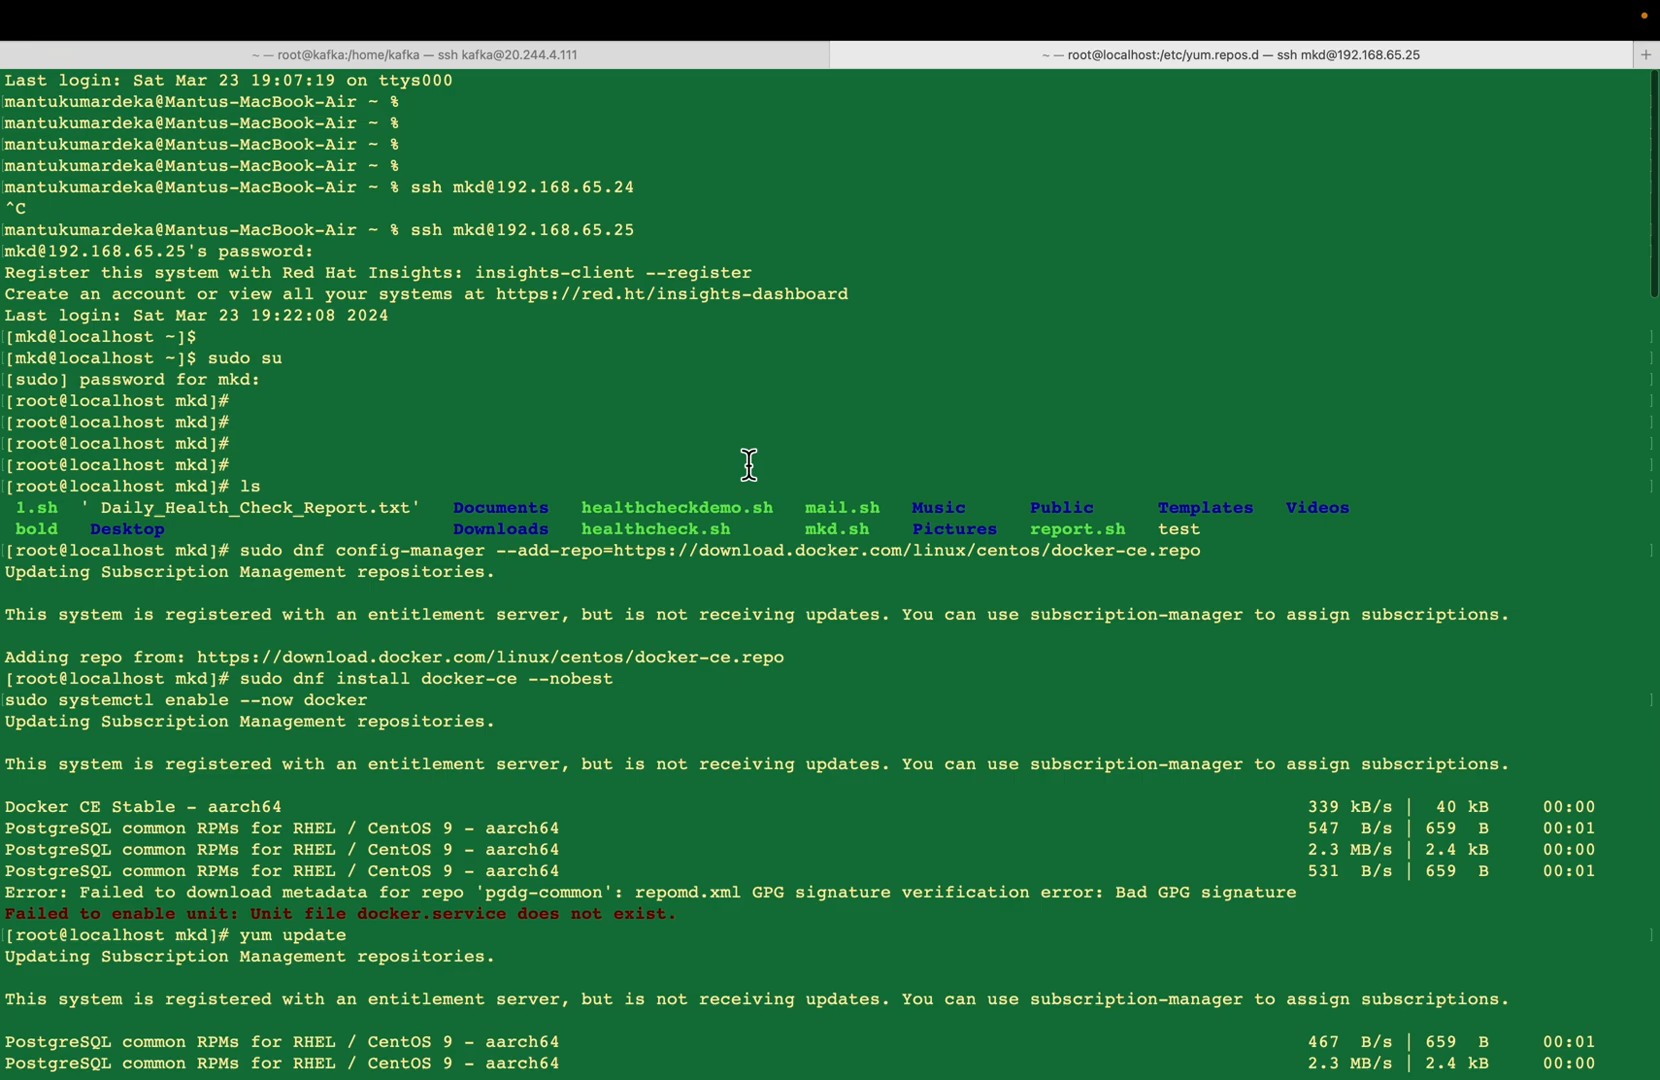 ~ — root@kafka:/home/kafka — ssh kafka@20.244.4.111
~ — root@localhost:/etc/yum.repos.d — ssh mkd@192.168.65.25
+
Last login: Sat Mar 23 19:07:19 on ttys000
[mantukumardeka@Mantus-MacBook-Air ~ %
[mantukumardeka@Mantus-MacBook-Air ~ %
[mantukumardeka@Mantus-MacBook-Air ~ %
[mantukumardeka@Mantus-MacBook-Air ~ %
[mantukumardeka@Mantus-MacBook-Air ~ % ssh mkd@192.168.65.24
^C
mantukumardeka@Mantus-MacBook-Air ~ % ssh mkd@192.168.65.25
[mkd@192.168.65.25's password:
Register this system with Red Hat Insights: insights-client --register
Create an account or view all your systems at https://red.ht/insights-dashboard
Last login: Sat Mar 23 19:22:08 2024
[[mkd@localhost ~]$ ]
[[mkd@localhost ~]$ sudo su ]
[[sudo] password for mkd: ]
[[root@localhost mkd]# ]
[[root@localhost mkd]# ]
[[root@localhost mkd]# ]
[[root@localhost mkd]# ]
[[root@localhost mkd]# ls ]
1.sh ' Daily_Health_Check_Report.txt' Documents healthcheckdemo.sh mail.sh Music Public Templates Videos
bold Desktop Downloads healthcheck.sh mkd.sh Pictures report.sh test
[[root@localhost mkd]# sudo dnf config-manager --add-repo=https://download.docker.com/linux/centos/docker-ce.repo ]
Updating Subscription Management repositories.
This system is registered with an entitlement server, but is not receiving updates. You can use subscription-manager to assign subscriptions.
Adding repo from: https://download.docker.com/linux/centos/docker-ce.repo
[root@localhost mkd]# sudo dnf install docker-ce --nobest
[sudo systemctl enable --now docker ]
Updating Subscription Management repositories.
This system is registered with an entitlement server, but is not receiving updates. You can use subscription-manager to assign subscriptions.
Docker CE Stable - aarch64 339 kB/s | 40 kB 00:00
PostgreSQL common RPMs for RHEL / CentOS 9 - aarch64 547 B/s | 659 B 00:01
PostgreSQL common RPMs for RHEL / CentOS 9 - aarch64 2.3 MB/s | 2.4 kB 00:00
PostgreSQL common RPMs for RHEL / CentOS 9 - aarch64 531 B/s | 659 B 00:01
Error: Failed to download metadata for repo 'pgdg-common': repomd.xml GPG signature verification error: Bad GPG signature
Failed to enable unit: Unit file docker.service does not exist.
[[root@localhost mkd]# yum update ]
Updating Subscription Management repositories.
This system is registered with an entitlement server, but is not receiving updates. You can use subscription-manager to assign subscriptions.
PostgreSQL common RPMs for RHEL / CentOS 9 - aarch64 467 B/s | 659 B 00:01
PostgreSQL common RPMs for RHEL / CentOS 9 - aarch64 2.3 MB/s | 2.4 kB 00:00